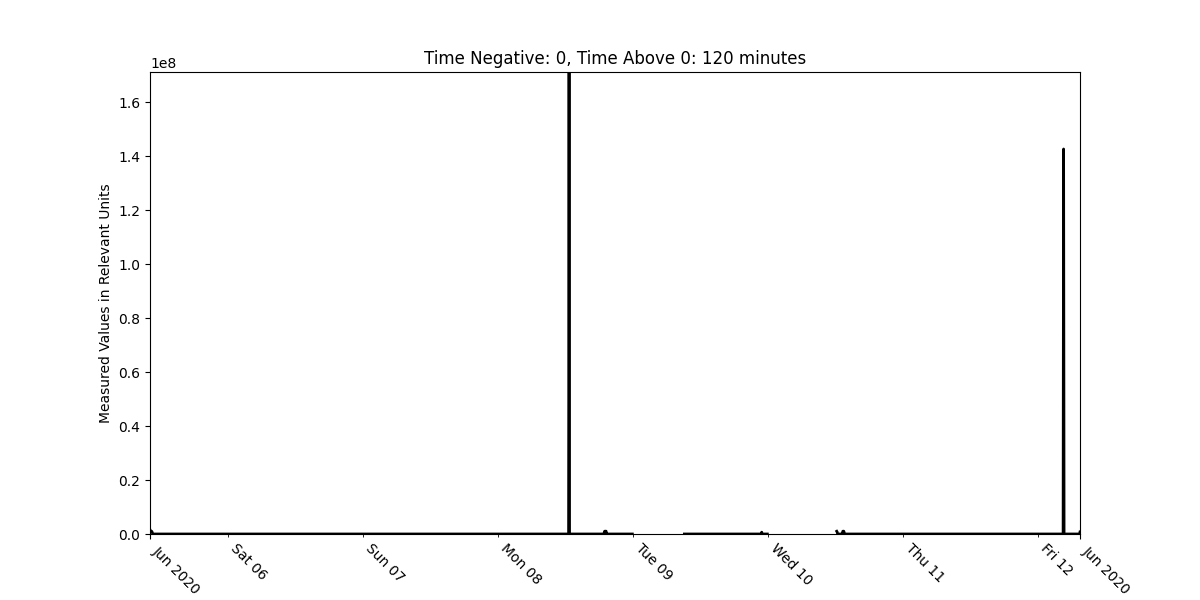 Time Negative: 0, Time Above 0: 120 minutes
1e8
1.6
1.4
1.2
1.0
0.8
0.6
0.4
0.2
0.0
Measured Values in Relevant Units
Jun 2020
Sat 06
Sun 07
Mon 08
Tue 09
Wed 10
Thu 11
Fri 12
Jun 2020